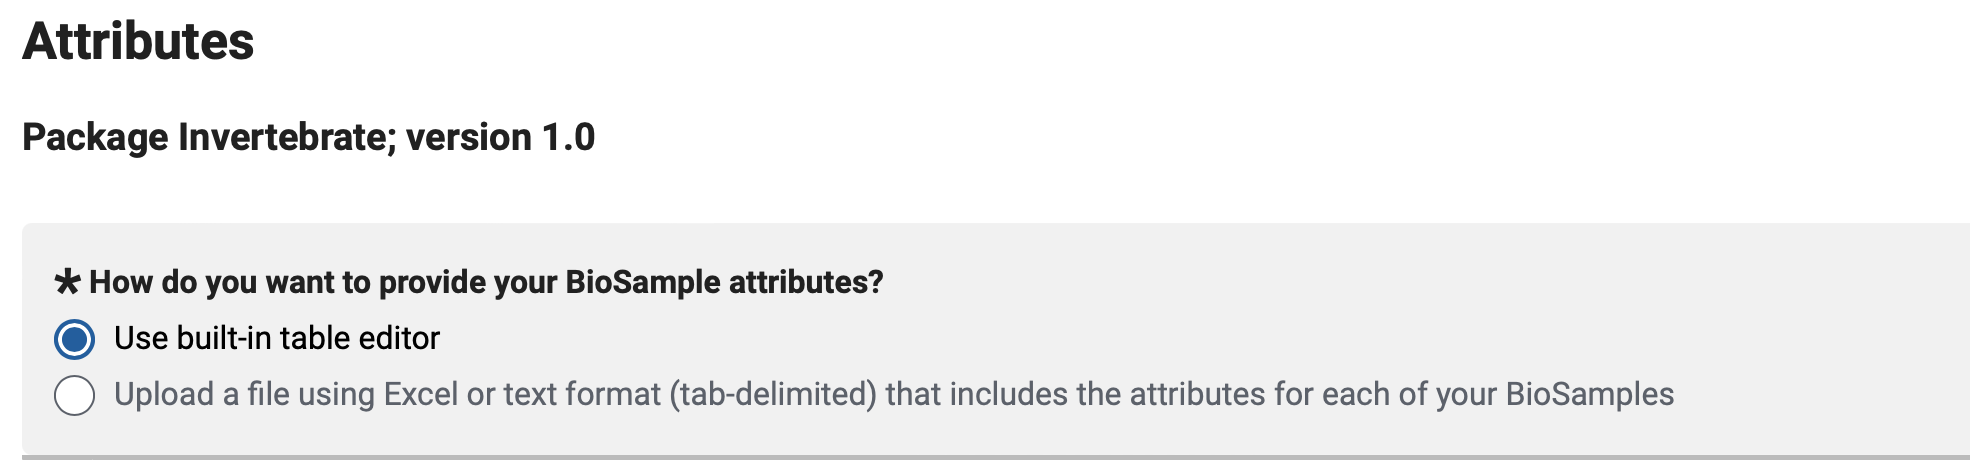 Attributes
Package Invertebrate; version 1.0
* How do you want to provide your BioSample attributes?
Use built-in table editor
Upload a file using Excel or text format (tab-delimited) that includes the attributes for each of your BioSamples